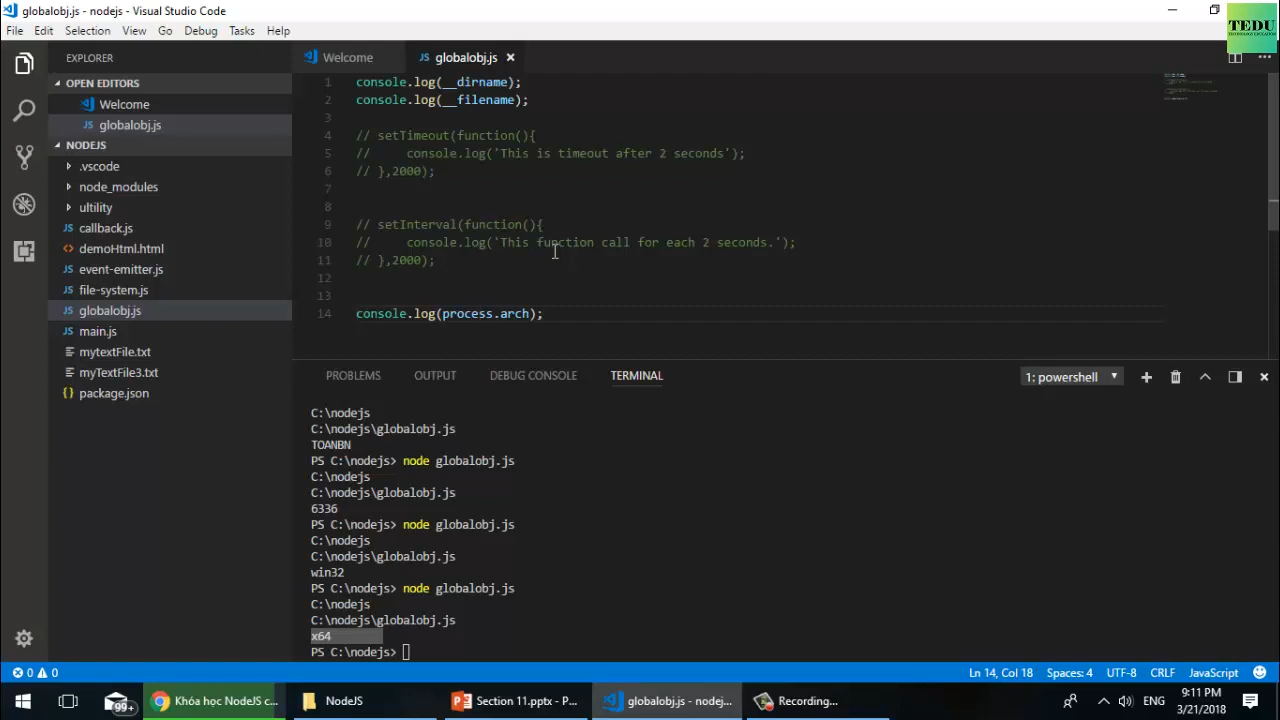 globalobj.js - nodejs - Visual Studio Code
TEDU
TECHNOLOGY EDUCATION
File Edit Selection View Go Debug Tasks Help
EXPLORER
OPEN EDITORS
Welcome
JS globalobj.js
NODEJS
.vscode
node_modules
ultility
JS callback.js
<> demoHtml.html
JS event-emitter.js
JS file-system.js
JS globalobj.js
JS main.js
mytextFile.txt
myTextFile3.txt
{} package.json
Welcome
JS globalobj.js
1 console.log(__dirname);
2 console.log(__filename);
3
4 // setTimeout(function(){
5 //     console.log('This is timeout after 2 seconds');
6 // },2000);
7
8
9 // setInterval(function(){
10 //     console.log('This function call for each 2 seconds.');
11 // },2000);
12
13
14 console.log(process.arch);
PROBLEMS OUTPUT DEBUG CONSOLE TERMINAL
1: powershell
C:\nodejs
C:\nodejs\globalobj.js
TOANBN
PS C:\nodejs> node globalobj.js
C:\nodejs
C:\nodejs\globalobj.js
6336
PS C:\nodejs> node globalobj.js
C:\nodejs
C:\nodejs\globalobj.js
win32
PS C:\nodejs> node globalobj.js
C:\nodejs
C:\nodejs\globalobj.js
x64
PS C:\nodejs>
0 0 Ln 14, Col 18 Spaces: 4 UTF-8 CRLF JavaScript
99+ Khóa học NodeJS c... NodeJS Section 11.pptx - P... globalobj.js - nodej... Recording... ENG
9:11 PM
3/21/2018